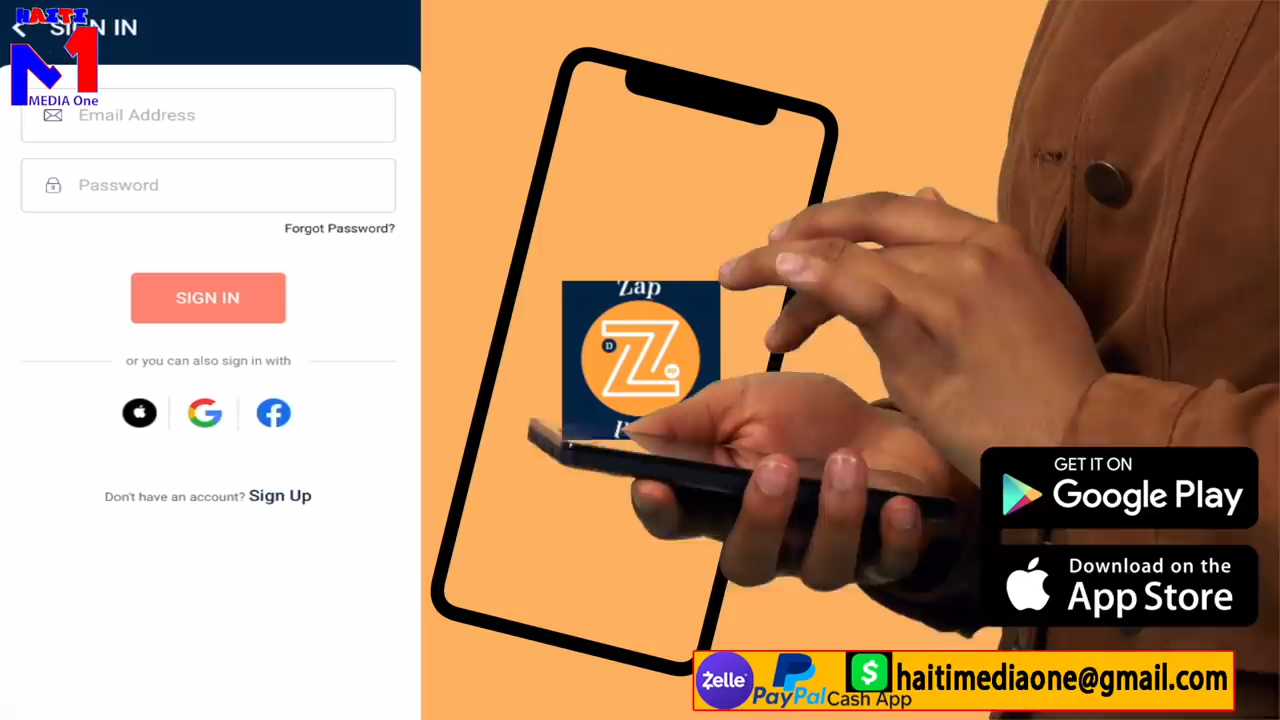 HAITI
M1
MEDIA One
SIGN IN
Email Address
Password
Forgot Password?
SIGN IN
or you can also sign in with
Don't have an account? Sign Up
Zap
Z
D
GET IT ON
Google Play
Download on the
App Store
Zelle
PayPal
$
Cash App
haitimediaone@gmail.com